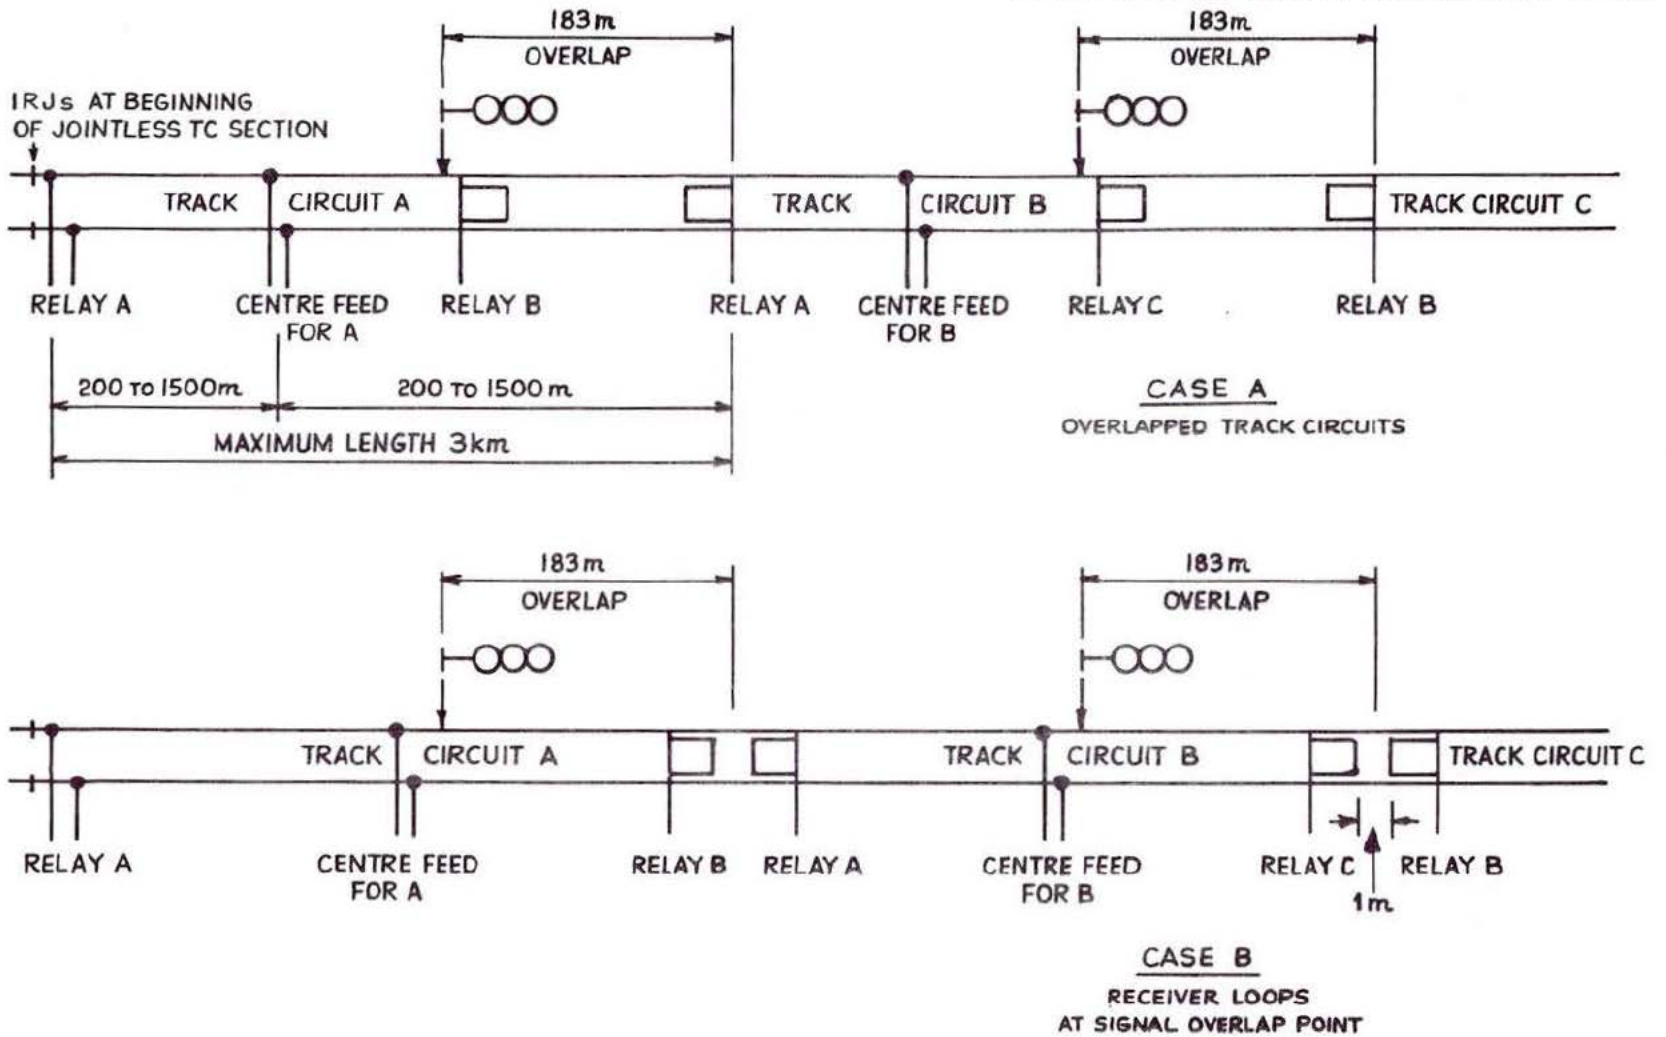 183m
OVERLAP
183m
OVERLAP
IRJs AT BEGINNING
OF JOINTLESS TC SECTION
TRACK CIRCUIT A
TRACK CIRCUIT B
TRACK CIRCUIT C
RELAY A
CENTRE FEED
FOR A
RELAY B
RELAY A
CENTRE FEED
FOR B
RELAY C
RELAY B
200 TO 1500m
200 TO 1500m
MAXIMUM LENGTH 3km
CASE A
OVERLAPPED TRACK CIRCUITS
183m
OVERLAP
183m
OVERLAP
TRACK CIRCUIT A
TRACK CIRCUIT B
TRACK CIRCUIT C
RELAY A
CENTRE FEED
FOR A
RELAY B
RELAY A
CENTRE FEED
FOR B
RELAY C
RELAY B
1m
CASE B
RECEIVER LOOPS
AT SIGNAL OVERLAP POINT